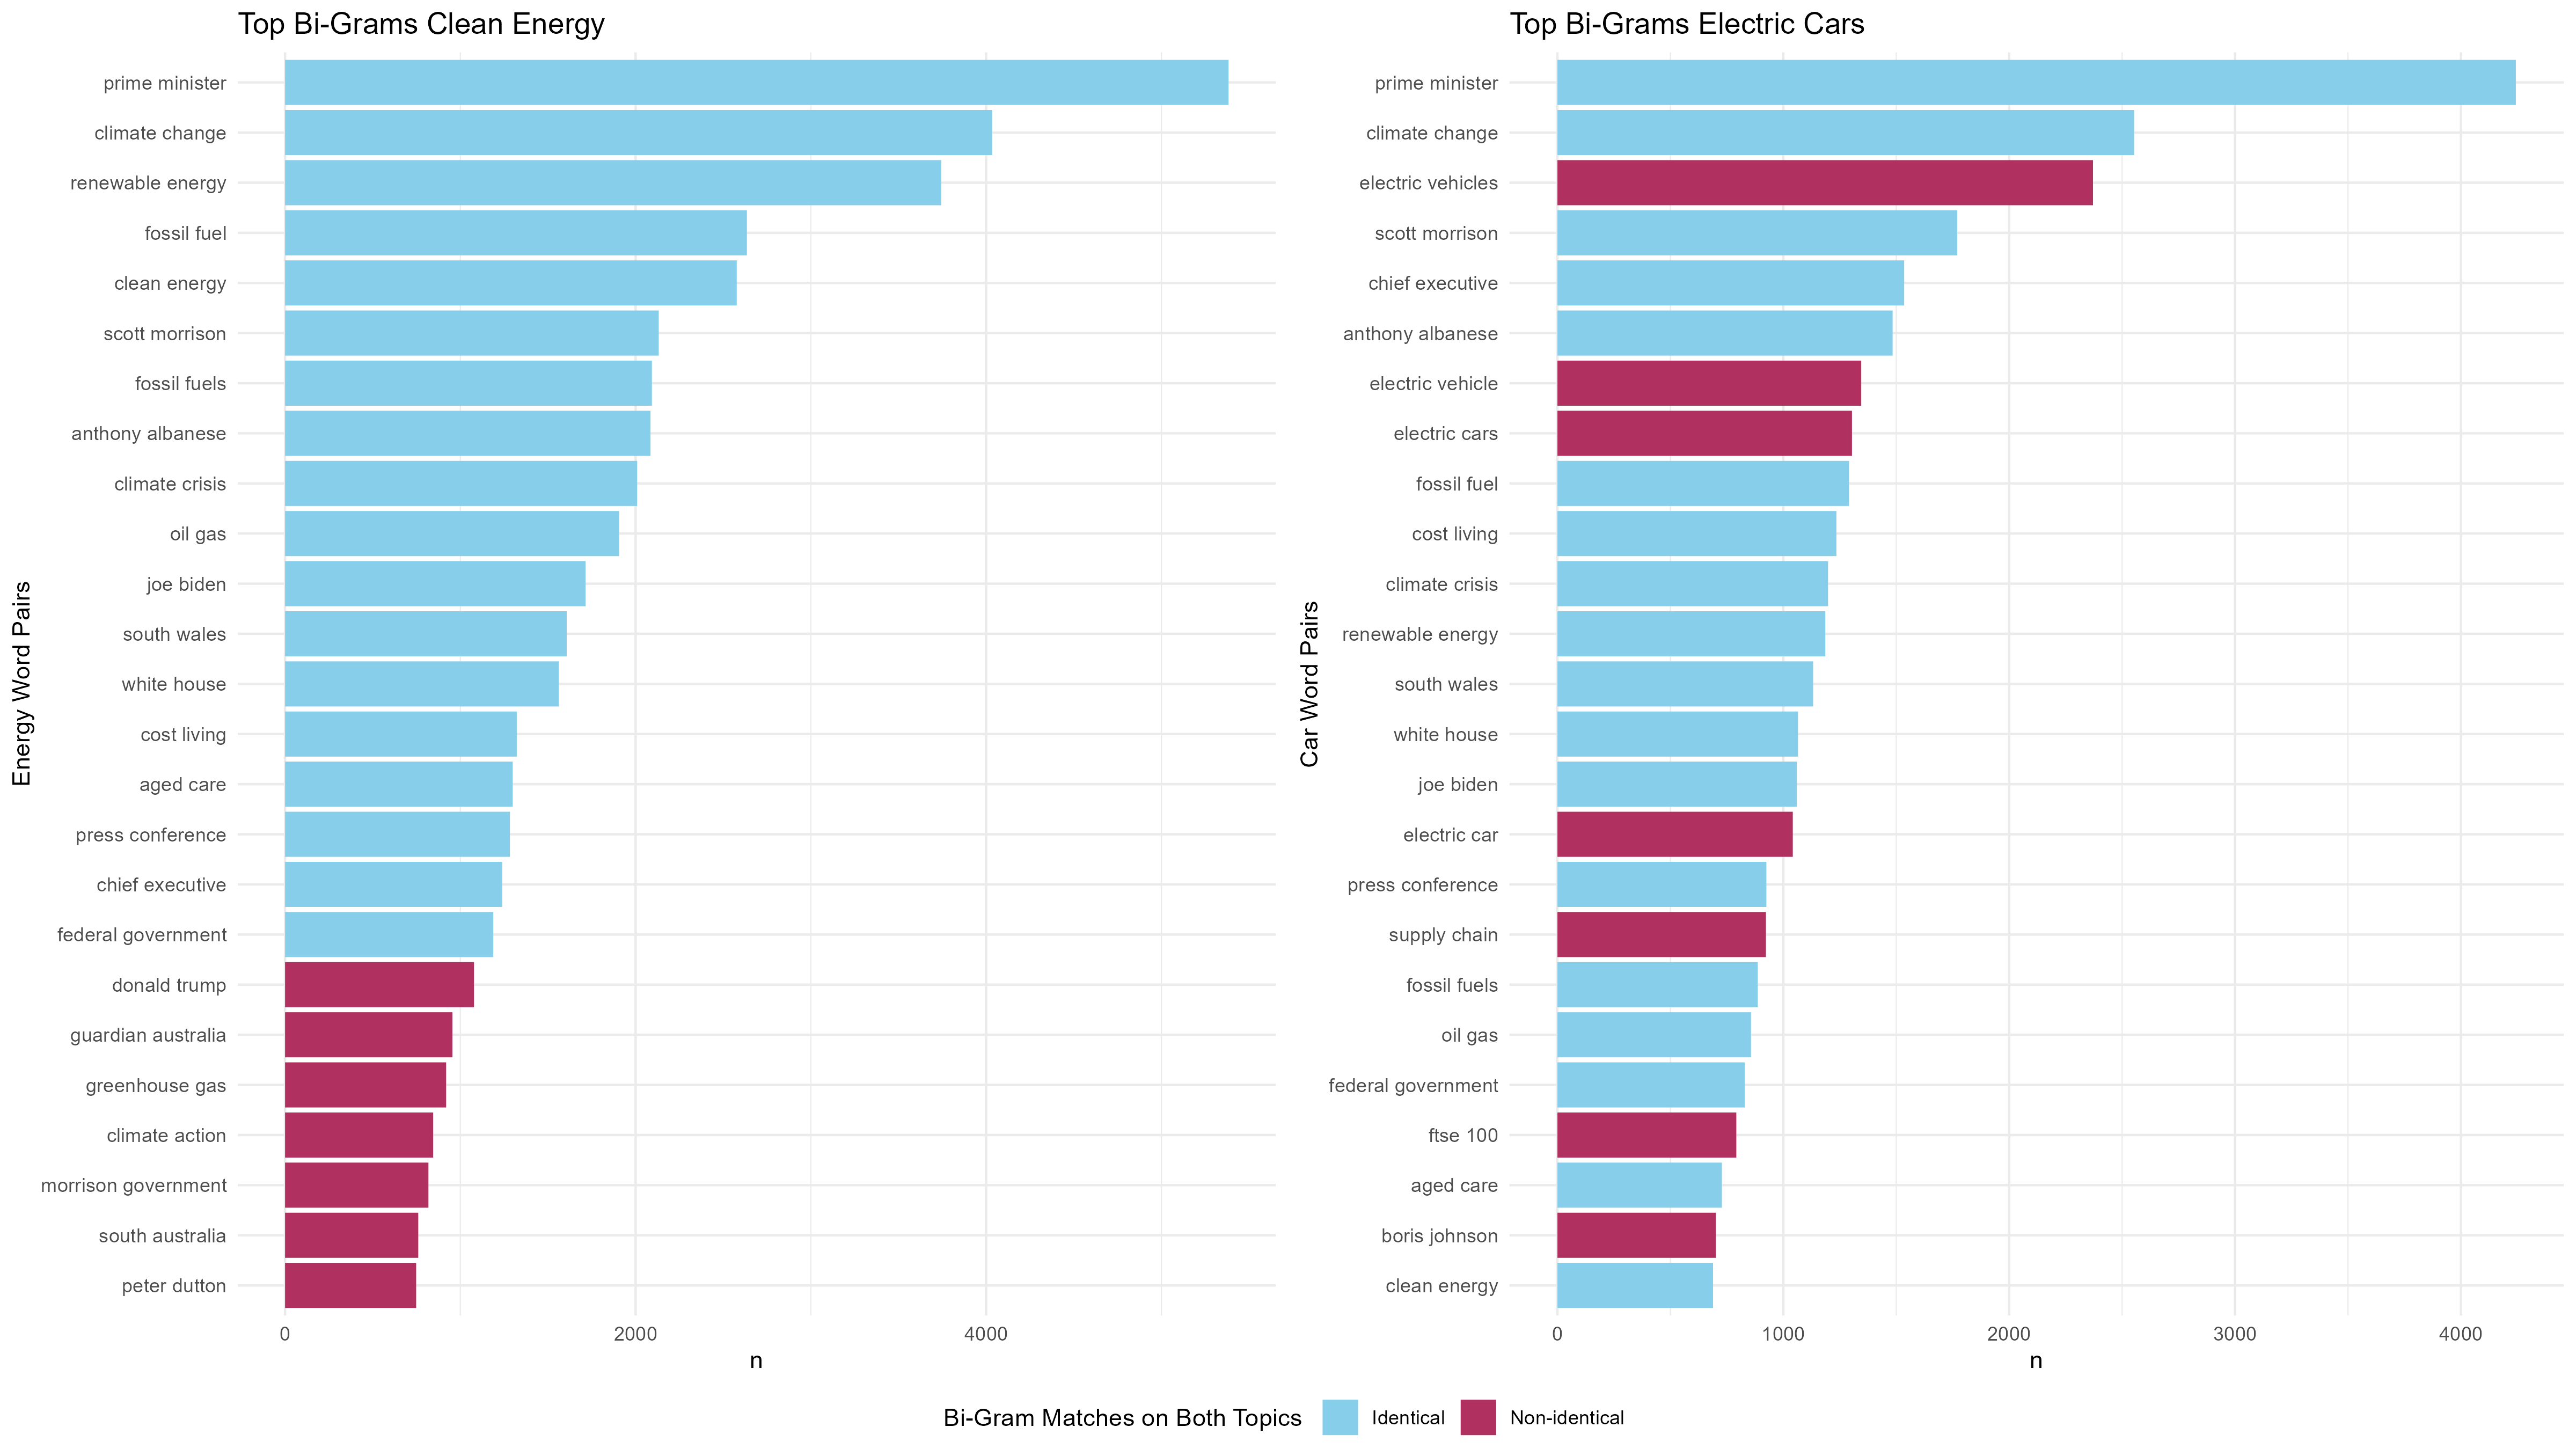 Top Bi-Grams Clean Energy
Energy Word Pairs
prime minister
climate change
renewable energy
fossil fuel
clean energy
scott morrison
fossil fuels
anthony albanese
climate crisis
oil gas
joe biden
south wales
white house
cost living
aged care
press conference
chief executive
federal government
donald trump
guardian australia
greenhouse gas
climate action
morrison government
south australia
peter dutton
0 2000 4000
n
Top Bi-Grams Electric Cars
Car Word Pairs
prime minister
climate change
electric vehicles
scott morrison
chief executive
anthony albanese
electric vehicle
electric cars
fossil fuel
cost living
climate crisis
renewable energy
south wales
white house
joe biden
electric car
press conference
supply chain
fossil fuels
oil gas
federal government
ftse 100
aged care
boris johnson
clean energy
0 1000 2000 3000 4000
n
Bi-Gram Matches on Both Topics Identical Non-identical